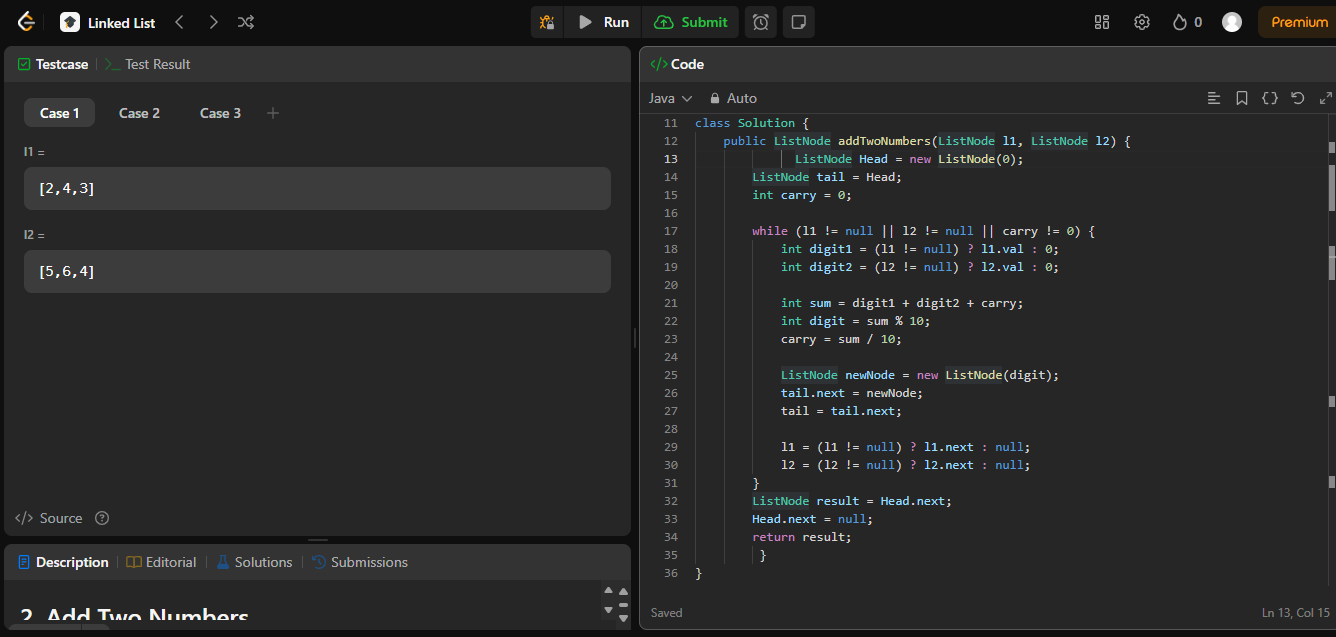 Linked List
Run
Submit
0
Premium
Testcase
Test Result
Case 1
Case 2
Case 3
l1 =
[2,4,3]
l2 =
[5,6,4]
Source
Description
Editorial
Solutions
Submissions
2. Add Two Numbers
Code
Java
Auto
11 class Solution {
12 public ListNode addTwoNumbers(ListNode l1, ListNode l2) {
13 ListNode Head = new ListNode(0);
14 ListNode tail = Head;
15 int carry = 0;
16
17 while (l1 != null || l2 != null || carry != 0) {
18 int digit1 = (l1 != null) ? l1.val : 0;
19 int digit2 = (l2 != null) ? l2.val : 0;
20
21 int sum = digit1 + digit2 + carry;
22 int digit = sum % 10;
23 carry = sum / 10;
24
25 ListNode newNode = new ListNode(digit);
26 tail.next = newNode;
27 tail = tail.next;
28
29 l1 = (l1 != null) ? l1.next : null;
30 l2 = (l2 != null) ? l2.next : null;
31 }
32 ListNode result = Head.next;
33 Head.next = null;
34 return result;
35 }
36 }
Saved
Ln 13, Col 15